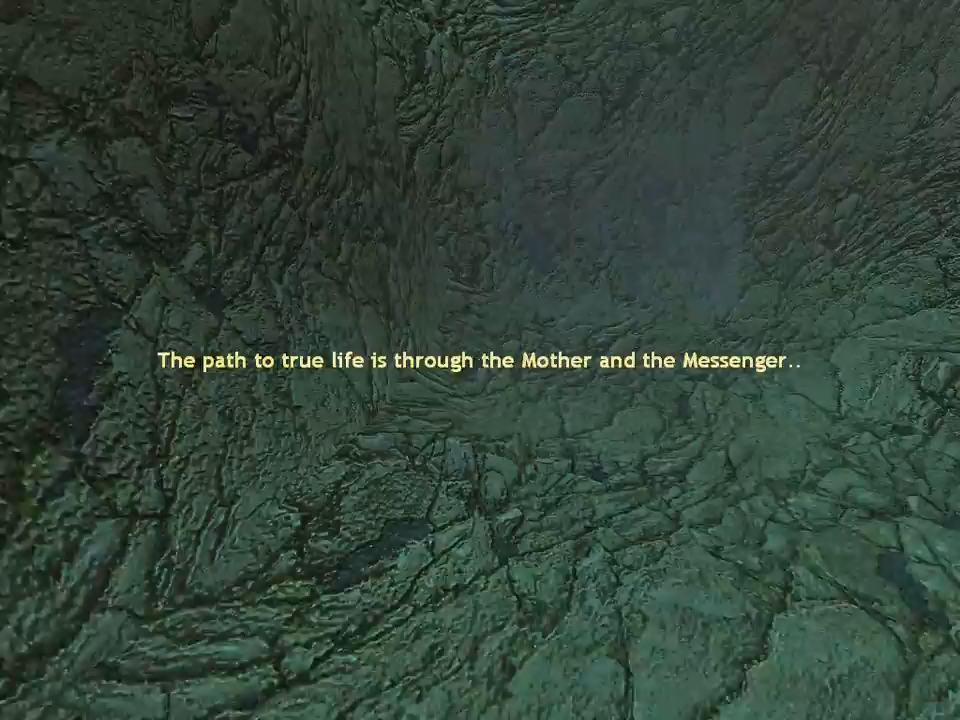 The path to true life is through the Mother and the Messenger..